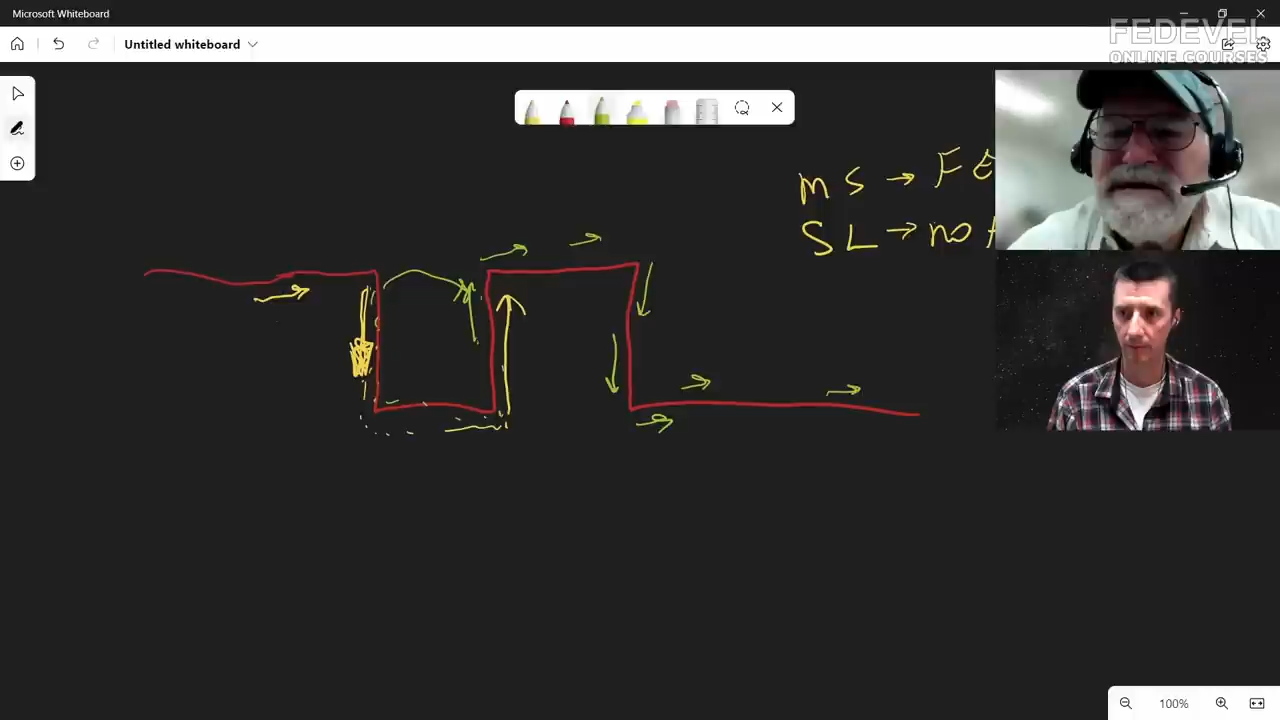 Microsoft Whiteboard
FEDEVEL
Untitled whiteboard
ONLINE COURSES
MS → FE
SL → no
100%